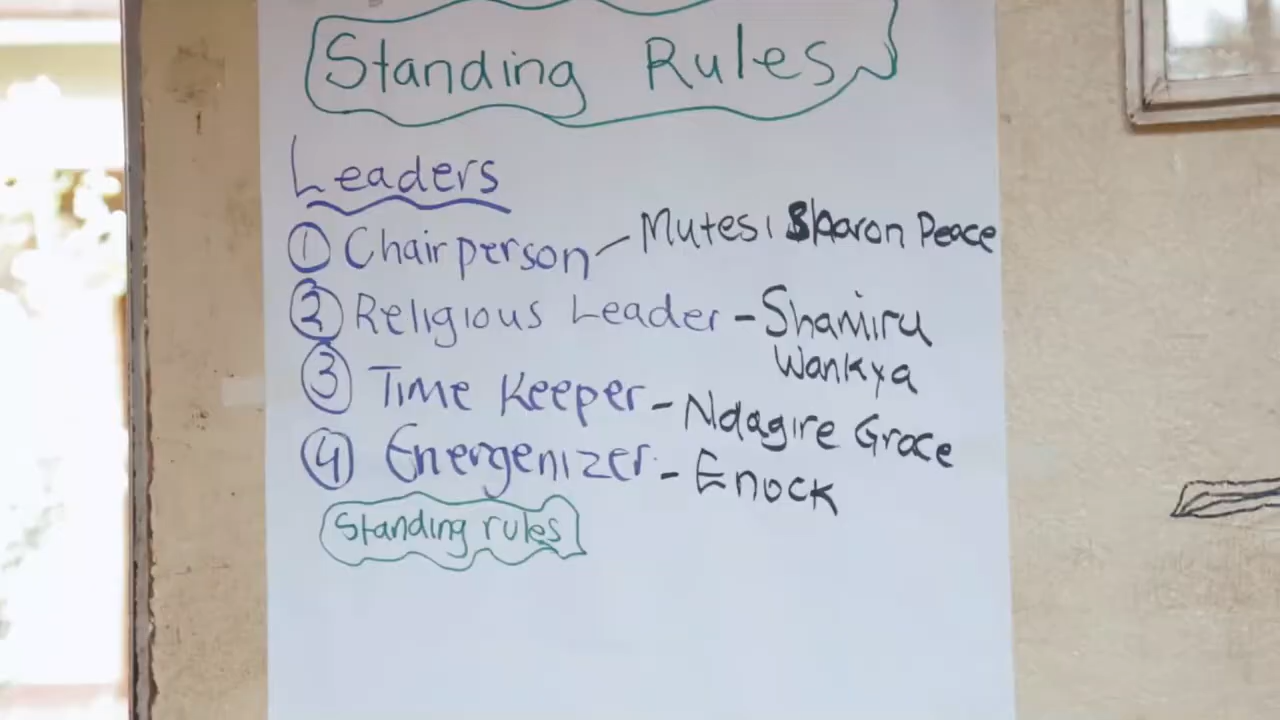 Standing Rules
Leaders
① Chairperson - Mutesi Sharon Peace
② Religious Leader - Shamiru
Wankya
③ Time Keeper - Ndagire Grace
④ Energenizer - Enock
Standing rules